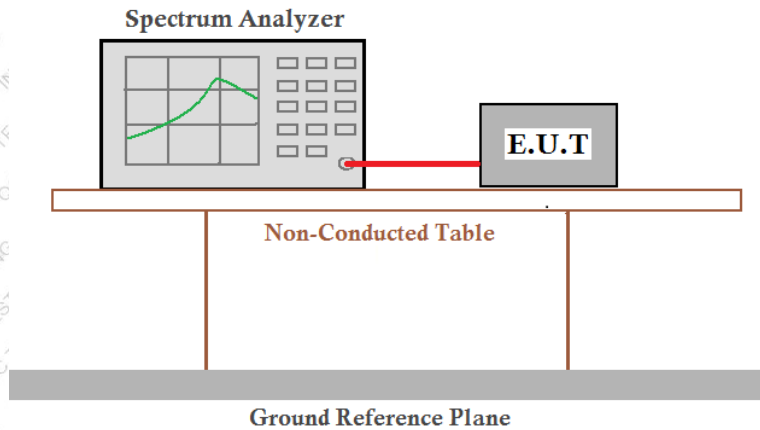 Spectrum Analyzer
E.U.T
Non-Conducted Table
Ground Reference Plane